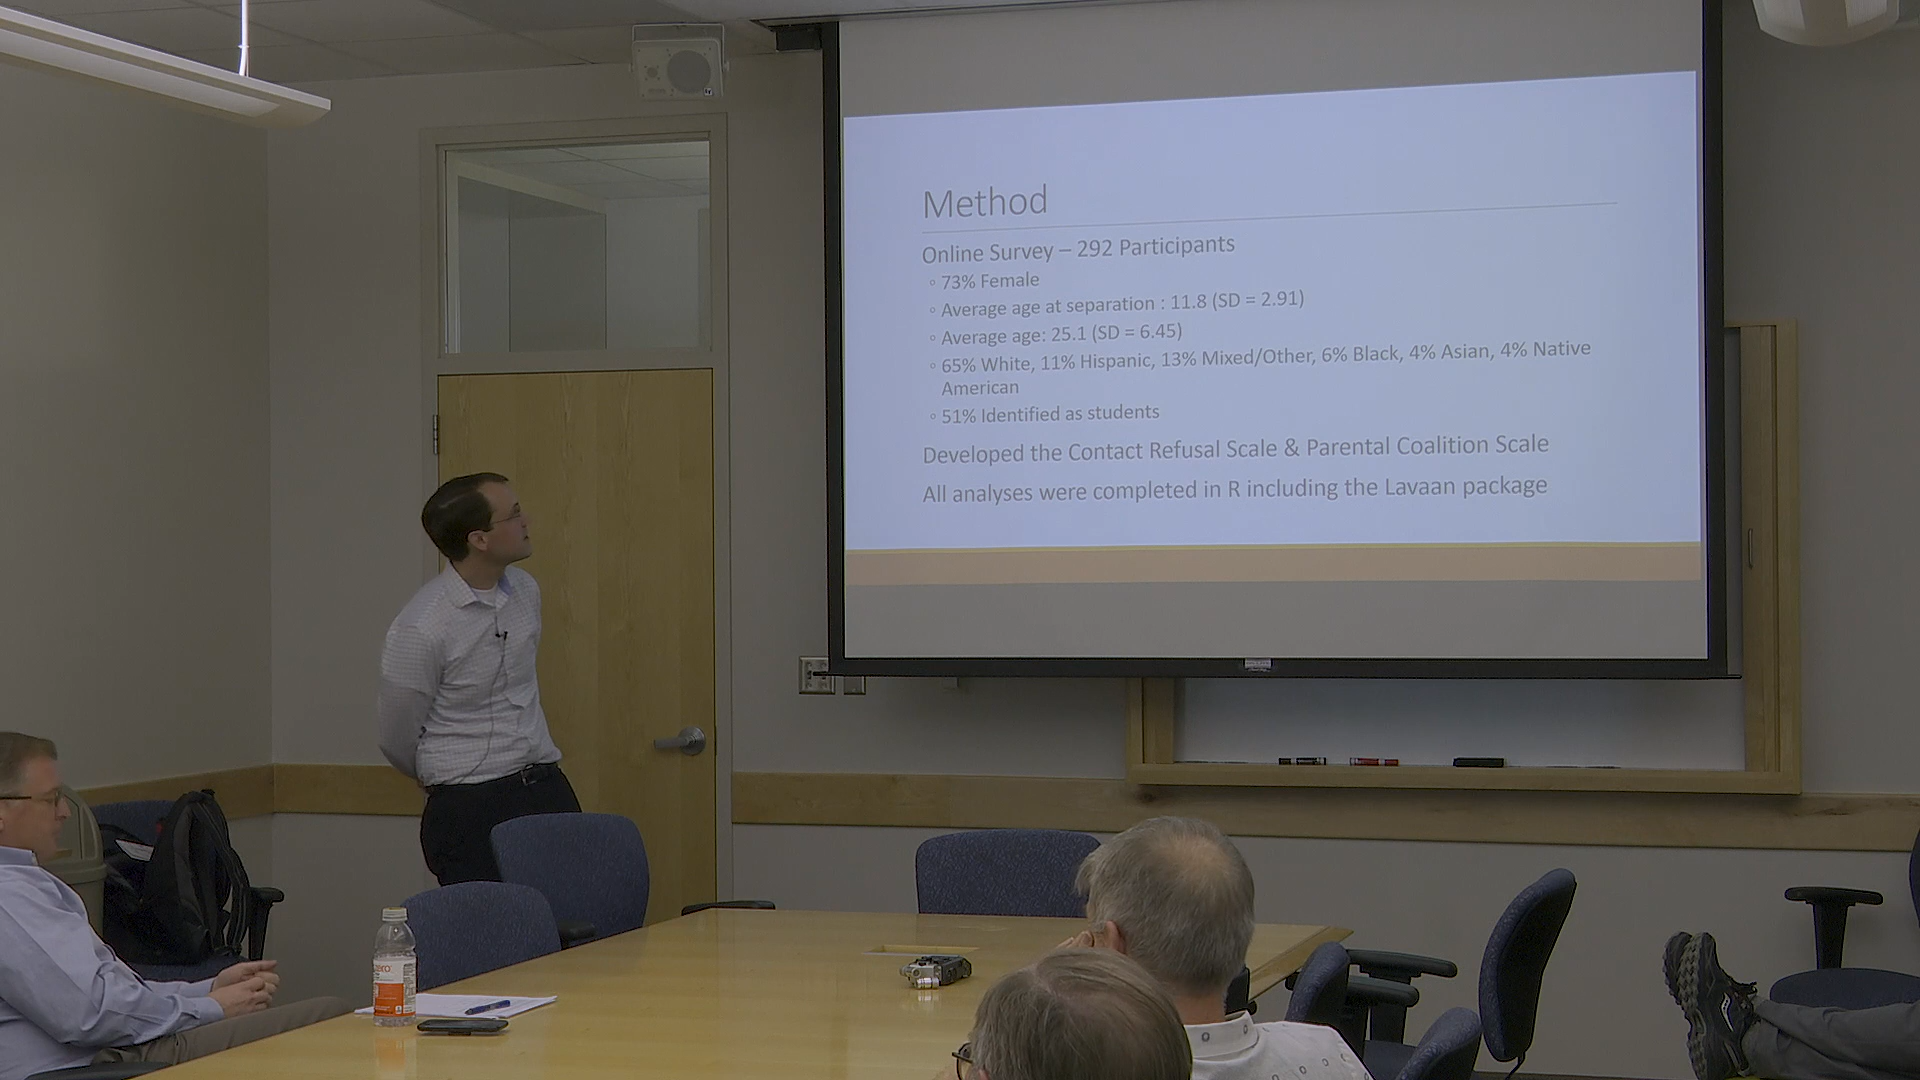 Method
Online Survey – 292 Participants
◦ 73% Female
◦ Average age at separation : 11.8 (SD = 2.91)
◦ Average age: 25.1 (SD = 6.45)
◦ 65% White, 11% Hispanic, 13% Mixed/Other, 6% Black, 4% Asian, 4% Native
American
◦ 51% Identified as students
Developed the Contact Refusal Scale & Parental Coalition Scale
All analyses were completed in R including the Lavaan package
zero